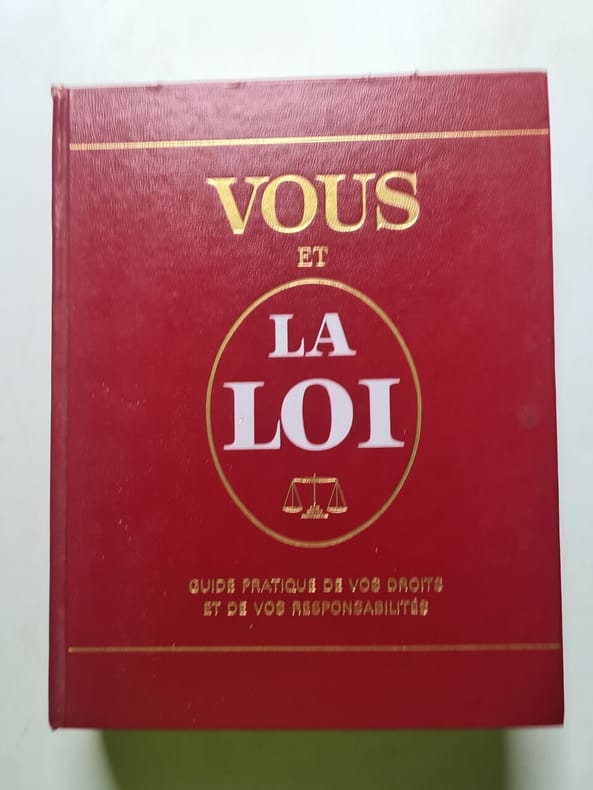 VOUS
ET
LA
LOI
GUIDE PRATIQUE DE VOS DROITS
ET DE VOS RESPONSABILITÉS